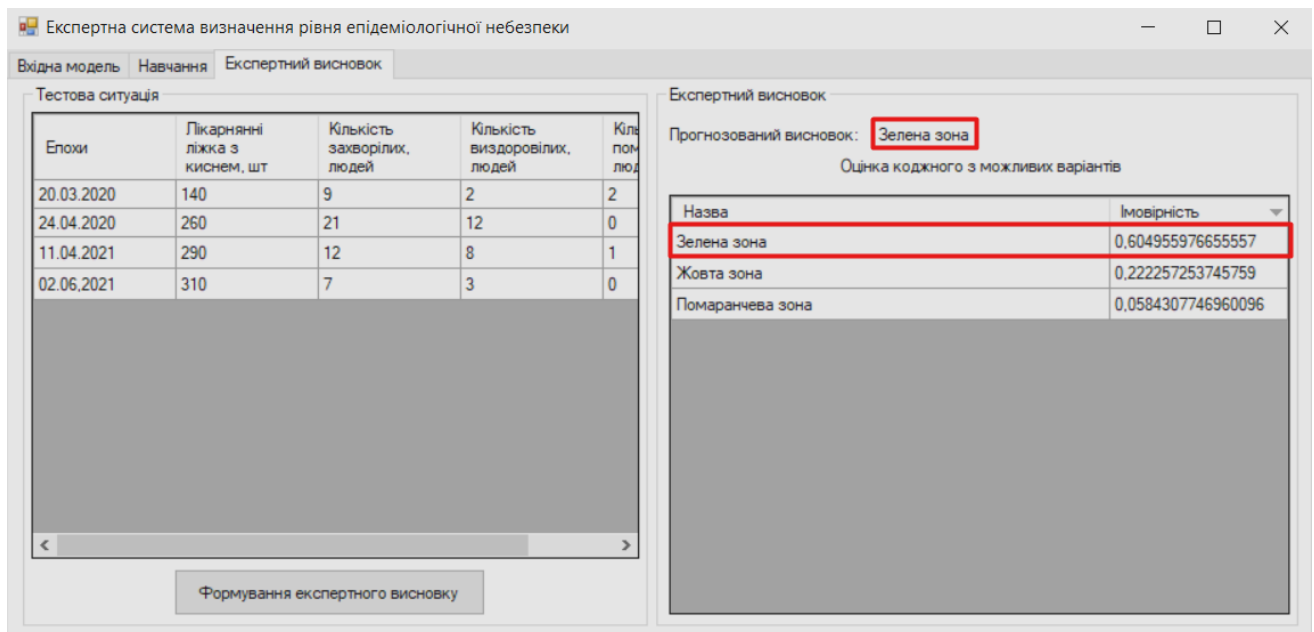 Експертна система визначення рівня епідеміологічної небезпеки
Вхідна модель Навчання Експертний висновок
Тестова ситуація
Епохи
Лікарнянні
ліжка з
киснем, шт
Кількість
захворілих,
людей
Кількість
виздоровілих,
людей
20.03.2020 140 9 2 2
24.04.2020 260 21 12 0
11.04.2021 290 12 8 1
02.06,2021 310 7 3 0
Формування експертного висновку
Експертний висновок
Прогнозований висновок: Зелена зона
Оцінка коджного з можливих варіантів
Назва Імовірність
Зелена зона 0,604955976655557
Жовта зона 0,222257253745759
Помаранчева зона 0,0584307746960096